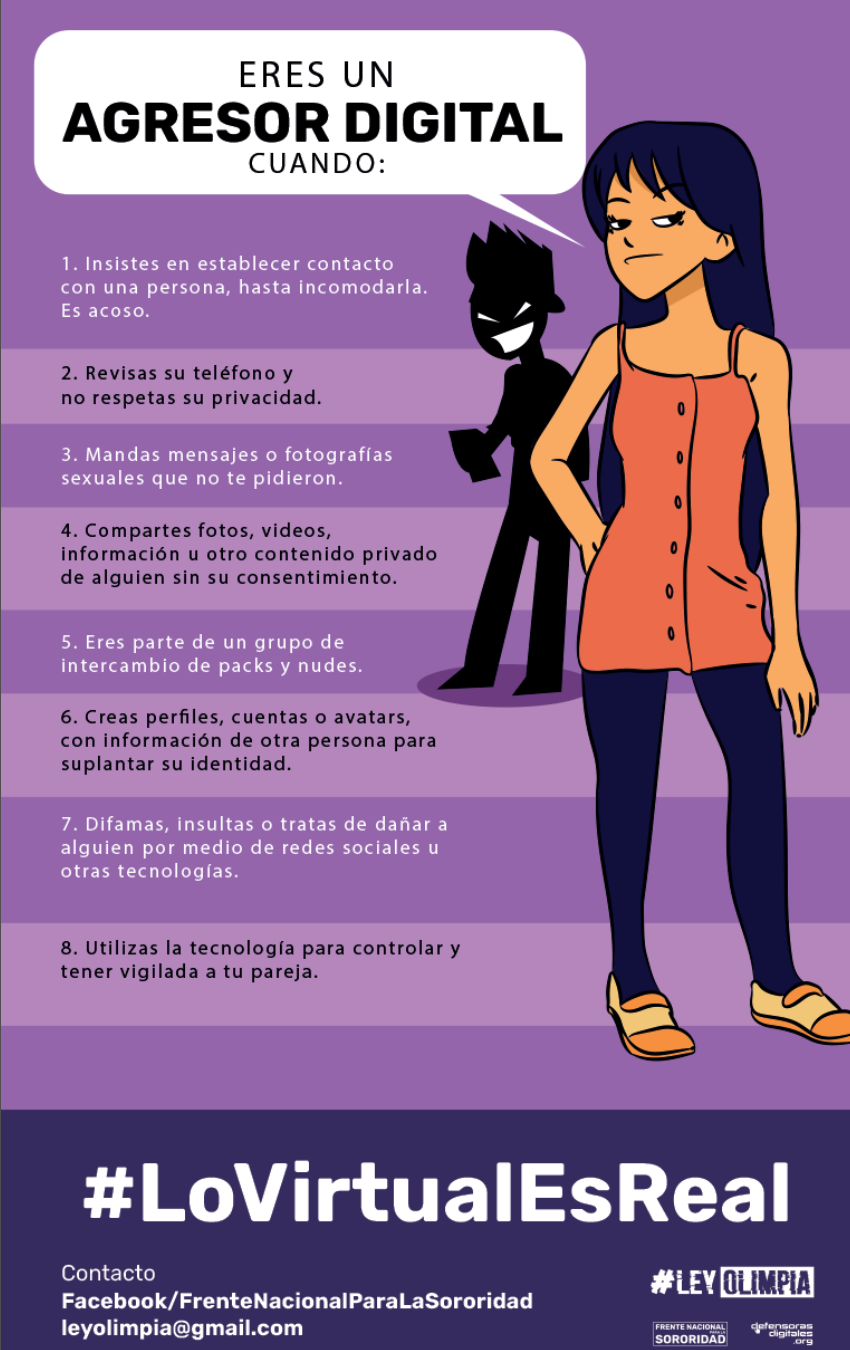 ERES UN
AGRESOR DIGITAL
CUANDO:
1. Insistes en establecer contacto
con una persona, hasta incomodarla.
Es acoso.
2. Revisas su teléfono y
no respetas su privacidad.
3. Mandas mensajes o fotografías
sexuales que no te pidieron.
4. Compartes fotos, videos,
información u otro contenido privado
de alguien sin su consentimiento.
5. Eres parte de un grupo de
intercambio de packs y nudes.
6. Creas perfiles, cuentas o avatars,
con información de otra persona para
suplantar su identidad.
7. Difamas, insultas o tratas de dañar a
alguien por medio de redes sociales u
otras tecnologías.
8. Utilizas la tecnología para controlar y
tener vigilada a tu pareja.
#LoVirtualEsReal
Contacto
Facebook/FrenteNacionalParaLaSororidad
leyolimpia@gmail.com
#LEY OLIMPIA
FRENTE NACIONAL
PARA LA
SORORIDAD
defensoras
digitales
.org